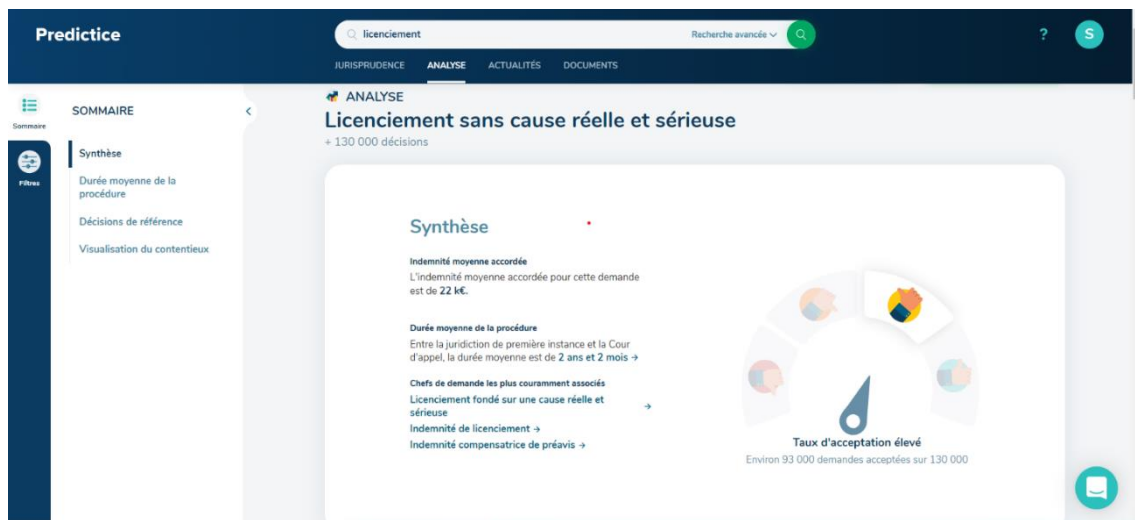 Predictice
licenciement
Recherche avancée
?
S
JURISPRUDENCE ANALYSE ACTUALITÉS DOCUMENTS
Sommaire
Filtres
SOMMAIRE
Synthèse
Durée moyenne de la
procédure
Décisions de référence
Visualisation du contentieux
ANALYSE
Licenciement sans cause réelle et sérieuse
+ 130 000 décisions
Synthèse
Indemnité moyenne accordée
L'indemnité moyenne accordée pour cette demande
est de 22 k€.
Durée moyenne de la procédure
Entre la juridiction de première instance et la Cour
d'appel, la durée moyenne est de 2 ans et 2 mois →
Chefs de demande les plus couramment associés
Licenciement fondé sur une cause réelle et
sérieuse →
Indemnité de licenciement →
Indemnité compensatrice de préavis →
Taux d'acceptation élevé
Environ 93 000 demandes acceptées sur 130 000